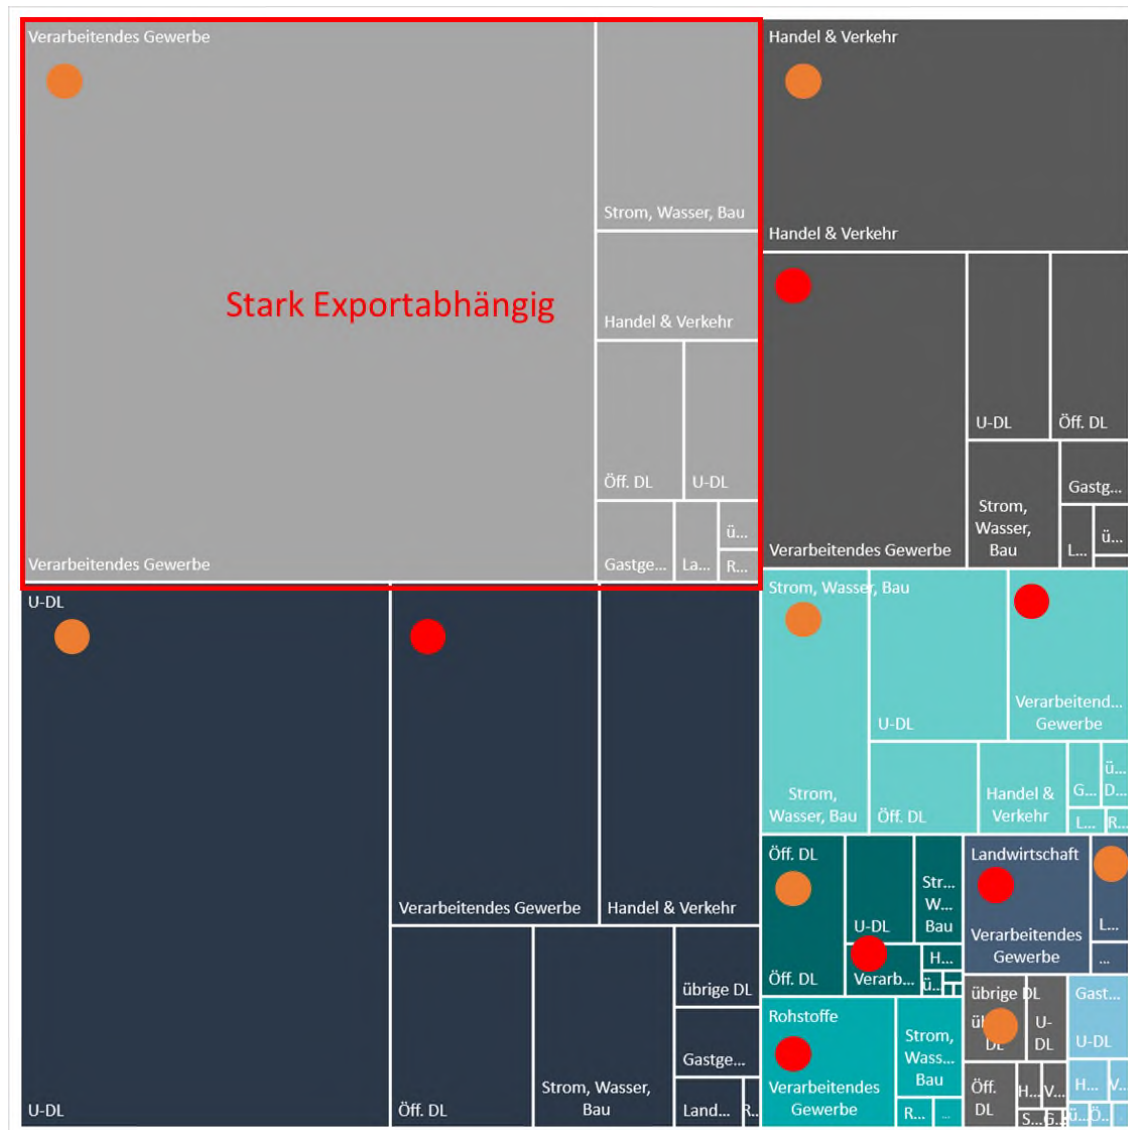 Verarbeitendes Gewerbe
Strom, Wasser, Bau
Handel & Verkehr
Stark Exportabhängig
Öff. DL
U-DL
Verarbeitendes Gewerbe
Gastge...
La...
ü...
R...
Handel & Verkehr
Handel & Verkehr
Verarbeitendes Gewerbe
U-DL
Öff. DL
Strom,
Wasser,
Bau
Gastg...
L...
ü...
U-DL
U-DL
Verarbeitendes Gewerbe
Handel & Verkehr
Öff. DL
Strom, Wasser,
Bau
übrige DL
Gastge...
Land...
R..
Strom, Wasser, Bau
Strom,
Wasser, Bau
U-DL
Verarbeitend...
Gewerbe
Öff. DL
Handel &
Verkehr
G...
ü...
D...
L...
R...
Öff. DL
Öff. DL
U-DL
Str...
W...
Bau
Verarb...
H...
ü...
Landwirtschaft
Verarbeitendes
Gewerbe
L...
...
Rohstoffe
Verarbeitendes
Gewerbe
Strom,
Wass...
Bau
R...
...
übrige DL
DL
U-
DL
Öff.
DL
H...
V...
S...
G.
Gast...
U-DL
H...
V...
ü...
Ö...